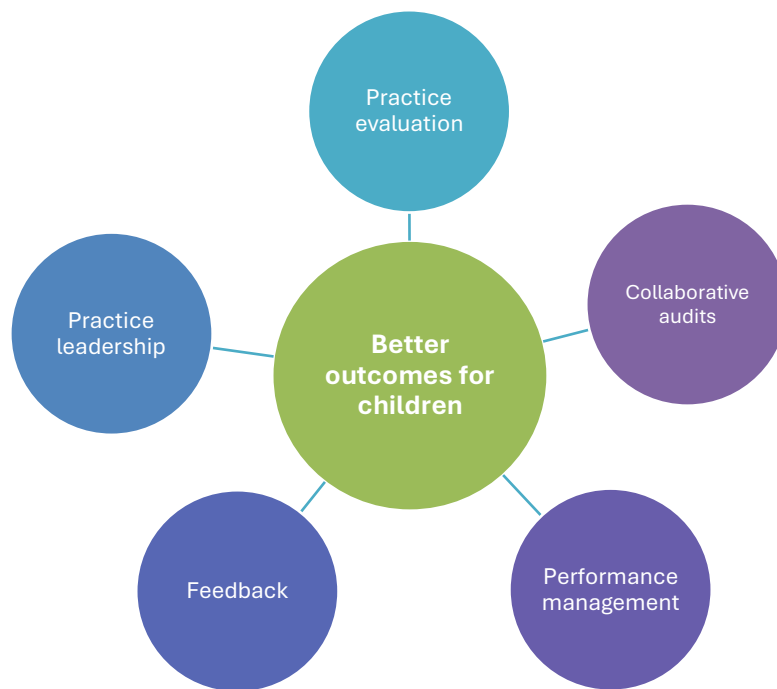 Practice
evaluation
Collaborative
audits
Practice
leadership
Better
outcomes for
children
Performance
management
Feedback